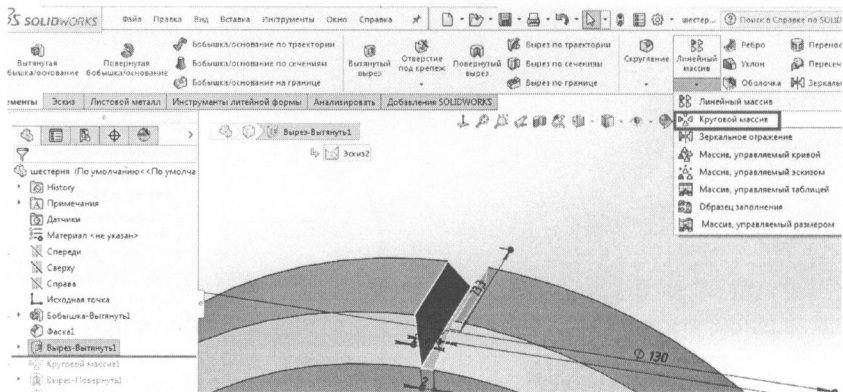 SOLIDWORKS Файл Правка Вид Вставка Инструменты Окно Справка шестер... Поиск в Справке по SOLID
Вытянутая бышка/основание
Повернутая бобышка/основание
Бобышка/основание по траектории
Бобышка/основание по сечениям
Бобышка/основание на границе
Вытянутый вырез
Отверстие под крепеж
Повернутый вырез
Вырез по траектории
Вырез по сечениям
Вырез по границе
Скругление
Линейный массив
Ребро
Уклон
Оболочка
Перенос
Пересеч
Зеркаль
ементы Эскиз Листовой металл Инструменты литейной формы Анализировать Добавления SOLIDWORKS
Линейный массив
Круговой массив
Зеркальное отражение
Массив, управляемый кривой
Массив, управляемый эскизом
Массив, управляемый таблицей
Образец заполнения
Массив, управляемый размером
Вырез-Вытянуть1
Эскиз2
шестерня (По умолчанию<<По умолча
History
Примечания
Датчики
Материал <не указан>
Спереди
Сверху
Справа
Исходная точка
Бобышка-Вытянуть1
Фаска1
Вырез-Вытянуть1
Круговой массив1
Вырез-Повернуть1
Ø 130
2